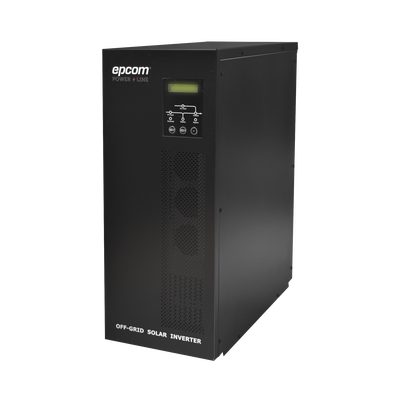 epcom®
POWER LINE
OFF-GRID SOLAR INVERTER